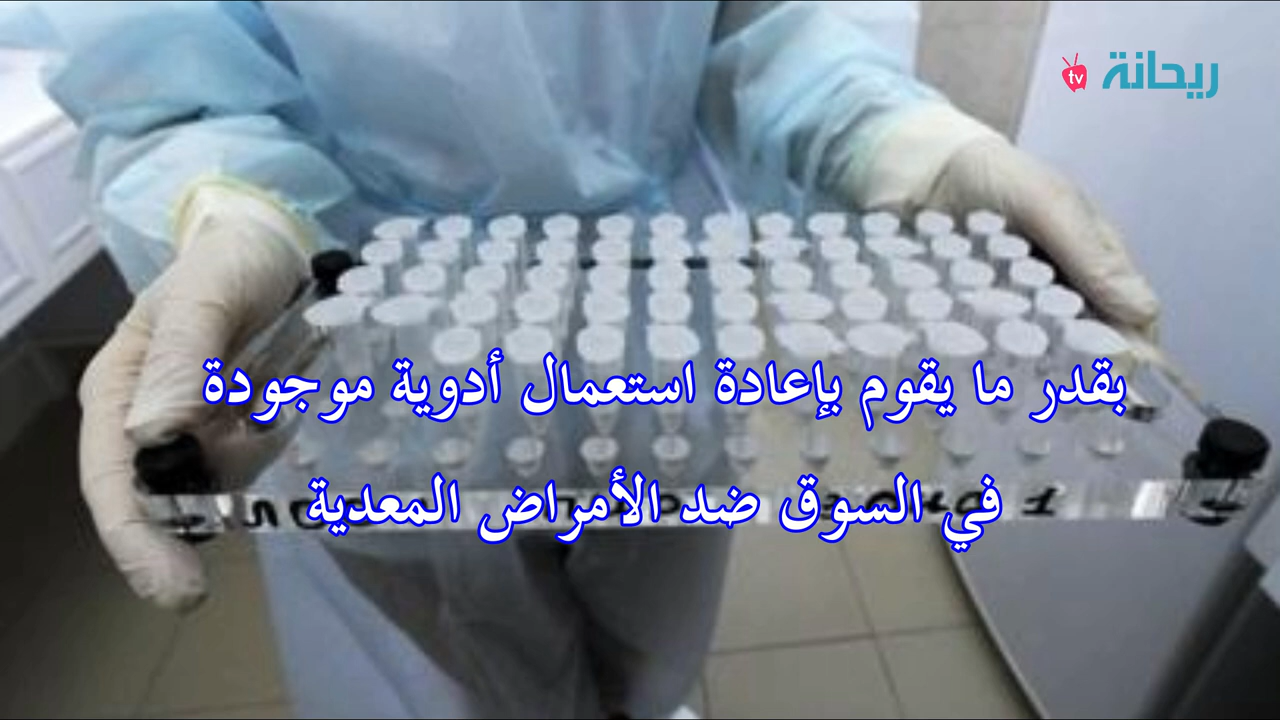 ريحانة
tv
بقدر ما يقوم بإعادة استعمال أدوية موجودة
في السوق ضد الأمراض المعدية